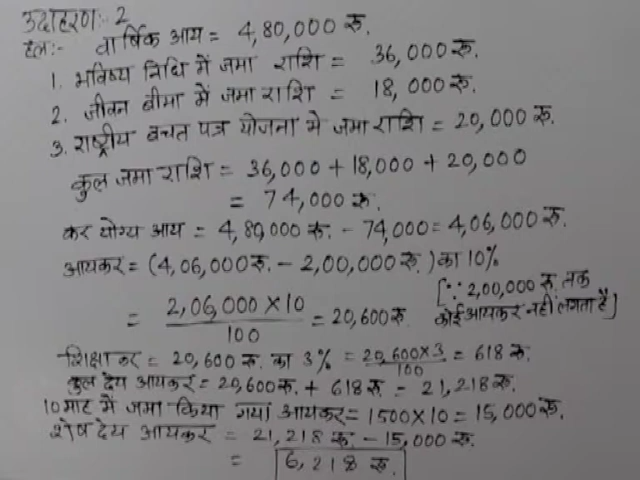 उदाहरण:- 2
हल:- वार्षिक आय = 4,80,000 रु.
1. भविष्य निधि में जमा राशि = 36,000 रु.
2. जीवन बीमा में जमा राशि = 18,000 रु.
3. राष्ट्रीय बचत पत्र योजना मे जमा राशि = 20,000 रु.
कुल जमा राशि = 36,000 + 18,000 + 20,000
= 74,000 रु.
कर योग्य आय = 4,80,000 रु. - 74,000 = 4,06,000 रु.
आयकर = (4,06,000 रु. - 2,00,000 रु.) का 10%
[∵ 2,00,000 रु. तक
कोई आयकर नहीं लगता है]
= 2,06,000 × 10 / 100 = 20,600 रु
शिक्षा कर = 20,600 रु. का 3% = 20,600 × 3 / 100 = 618 रु.
कुल देय आयकर = 20,600 रु. + 618 रु. = 21,218 रु.
10 माह में जमा किया गया आयकर = 1500 × 10 = 15,000 रु.
शेष देय आयकर = 21,218 रु. - 15,000 रु.
= 6,218 रु.